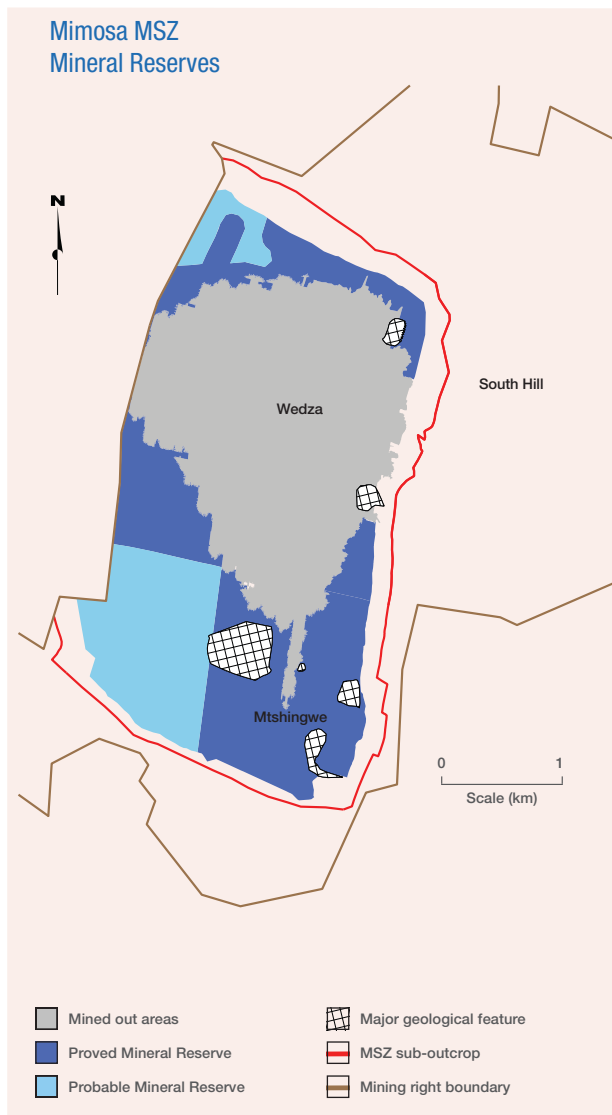 Mimosa MSZ
Mineral Reserves
N
South Hill
Wedza
Mtshingwe
0 1
Scale (km)
Mined out areas
Proved Mineral Reserve
Probable Mineral Reserve
Major geological feature
MSZ sub-outcrop
Mining right boundary